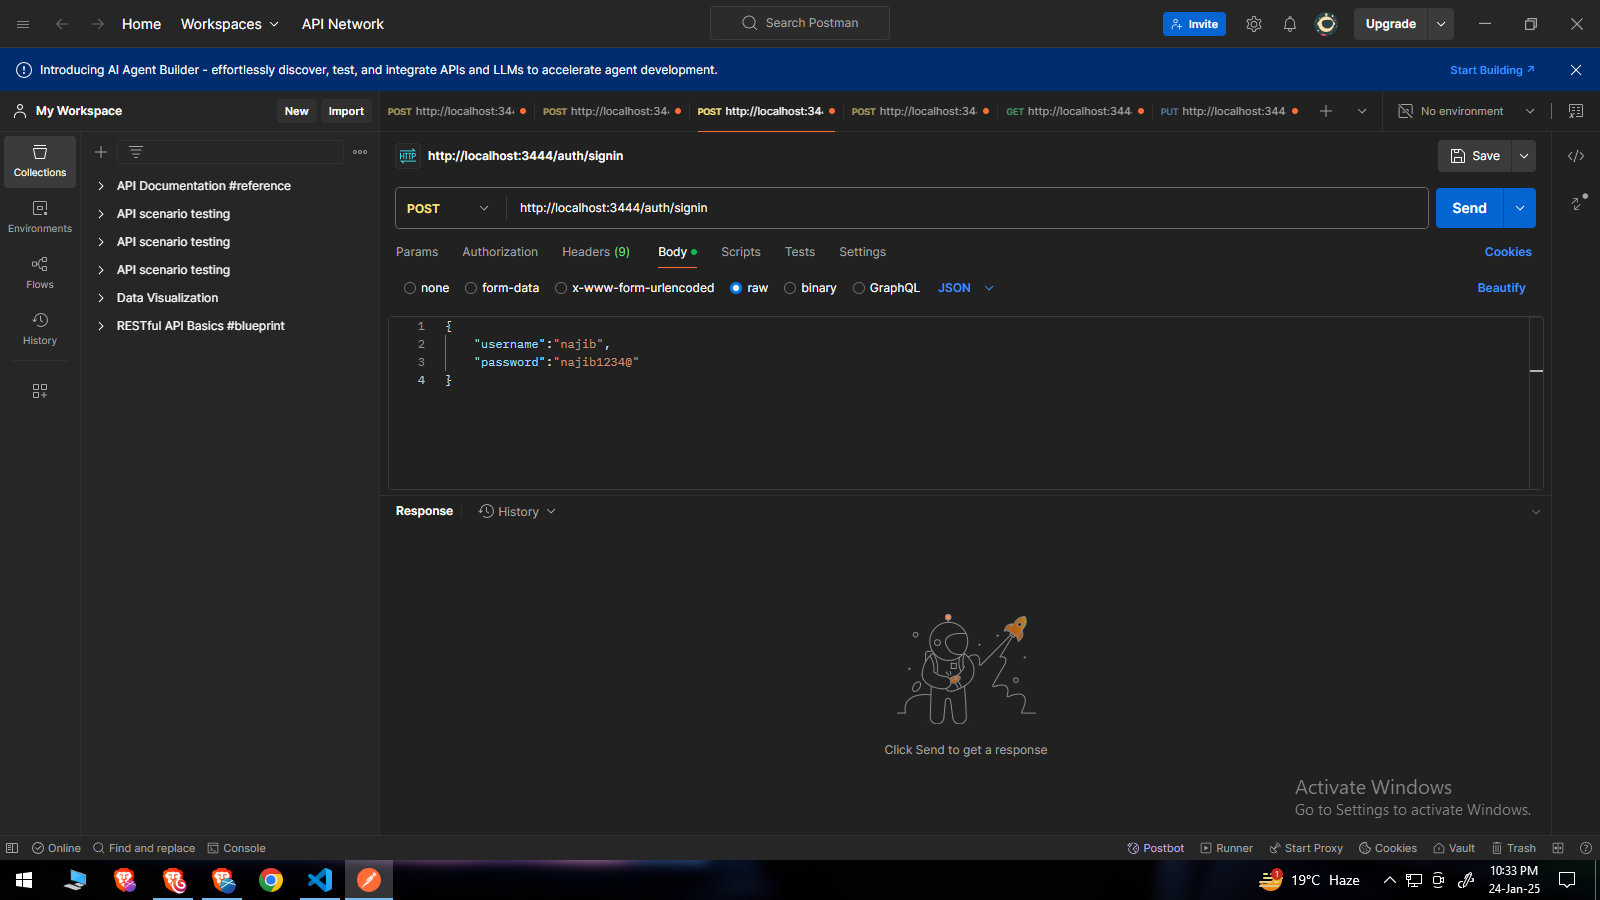 Home Workspaces API Network Search Postman Invite Upgrade
Introducing AI Agent Builder - effortlessly discover, test, and integrate APIs and LLMs to accelerate agent development. Start Building
My Workspace New Import
POST http://localhost:344 POST http://localhost:344 POST http://localhost:34 POST http://localhost:34 GET http://localhost:344 PUT http://localhost:344 No environment
Collections
Environments
Flows
History
API Documentation #reference
API scenario testing
API scenario testing
API scenario testing
Data Visualization
RESTful API Basics #blueprint
HTTP http://localhost:3444/auth/signin Save
POST http://localhost:3444/auth/signin Send
Params Authorization Headers (9) Body Scripts Tests Settings Cookies
none form-data x-www-form-urlencoded raw binary GraphQL JSON Beautify
1 {
2 "username":"najib",
3 "password":"najib1234@"
4 }
Response History
Click Send to get a response
Activate Windows
Go to Settings to activate Windows.
Online Find and replace Console Postbot Runner Start Proxy Cookies Vault Trash
1 19°C Haze 10:33 PM
24-Jan-25